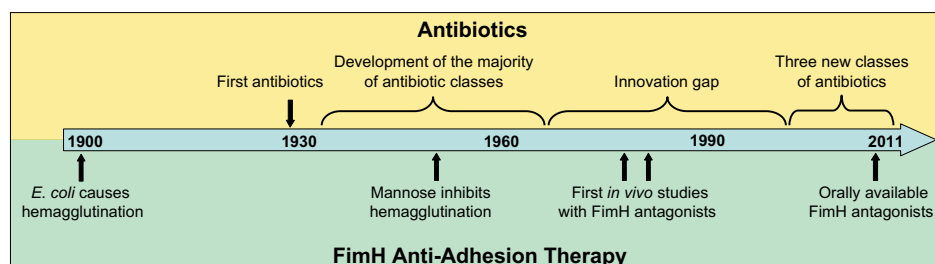 Antibiotics
Development of the majority
of antibiotic classes
First antibiotics
Innovation gap
Three new classes
of antibiotics
1900 1930 1960 1990 2011
E. coli causes
hemagglutination
Mannose inhibits
hemagglutination
First in vivo studies
with FimH antagonists
Orally available
FimH antagonists
FimH Anti-Adhesion Therapy